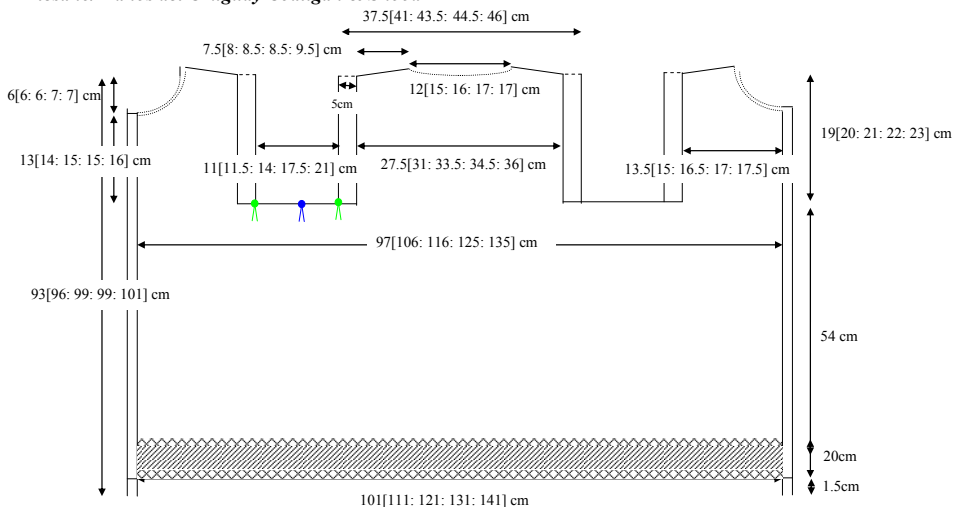 37.5[41: 43.5: 44.5: 46] cm
7.5[8: 8.5: 8.5: 9.5] cm
6[6: 6: 7: 7] cm
12[15: 16: 17: 17] cm
5cm
19[20: 21: 22: 23] cm
13[14: 15: 15: 16] cm
11[11.5: 14: 17.5: 21] cm
27.5[31: 33.5: 34.5: 36] cm
13.5[15: 16.5: 17: 17.5] cm
97[106: 116: 125: 135] cm
93[96: 99: 99: 101] cm
54 cm
20cm
1.5cm
101[111: 121: 131: 141] cm